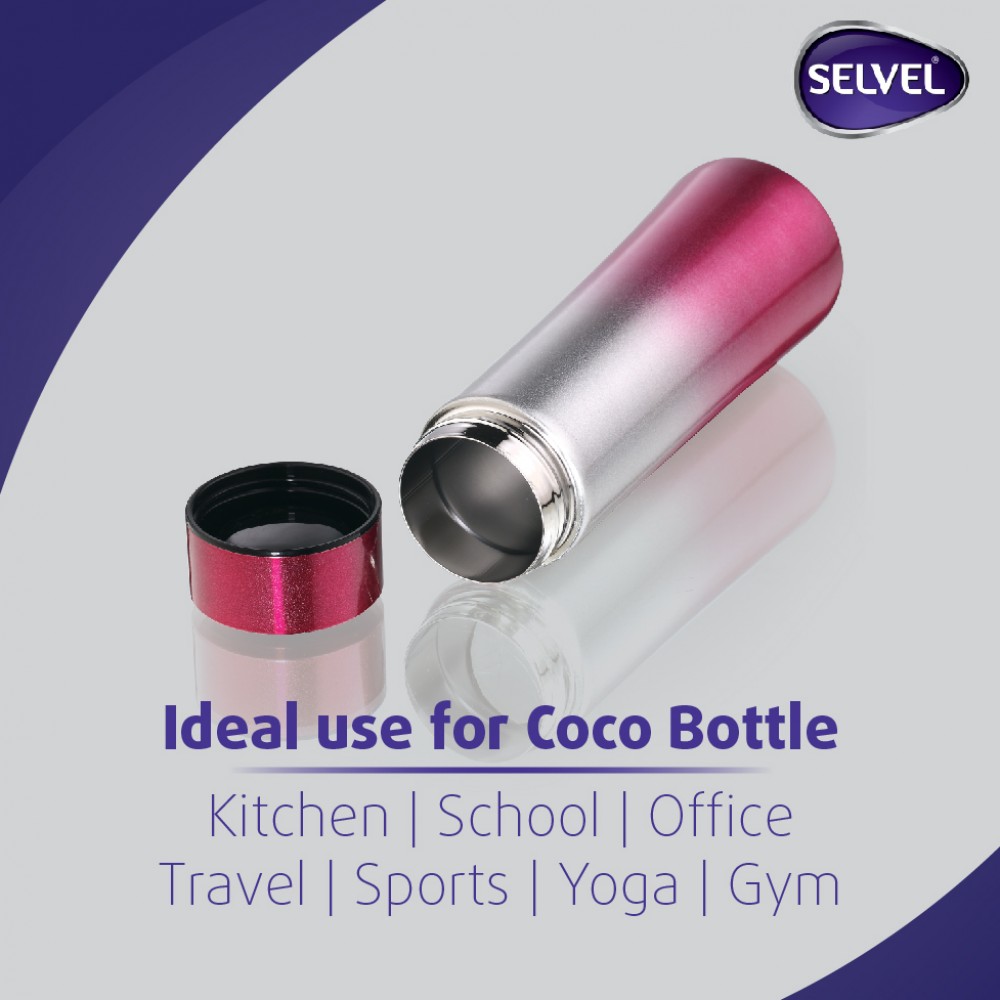 SELVEL®
Ideal use for Coco Bottle
Kitchen | School | Office
Travel | Sports | Yoga | Gym